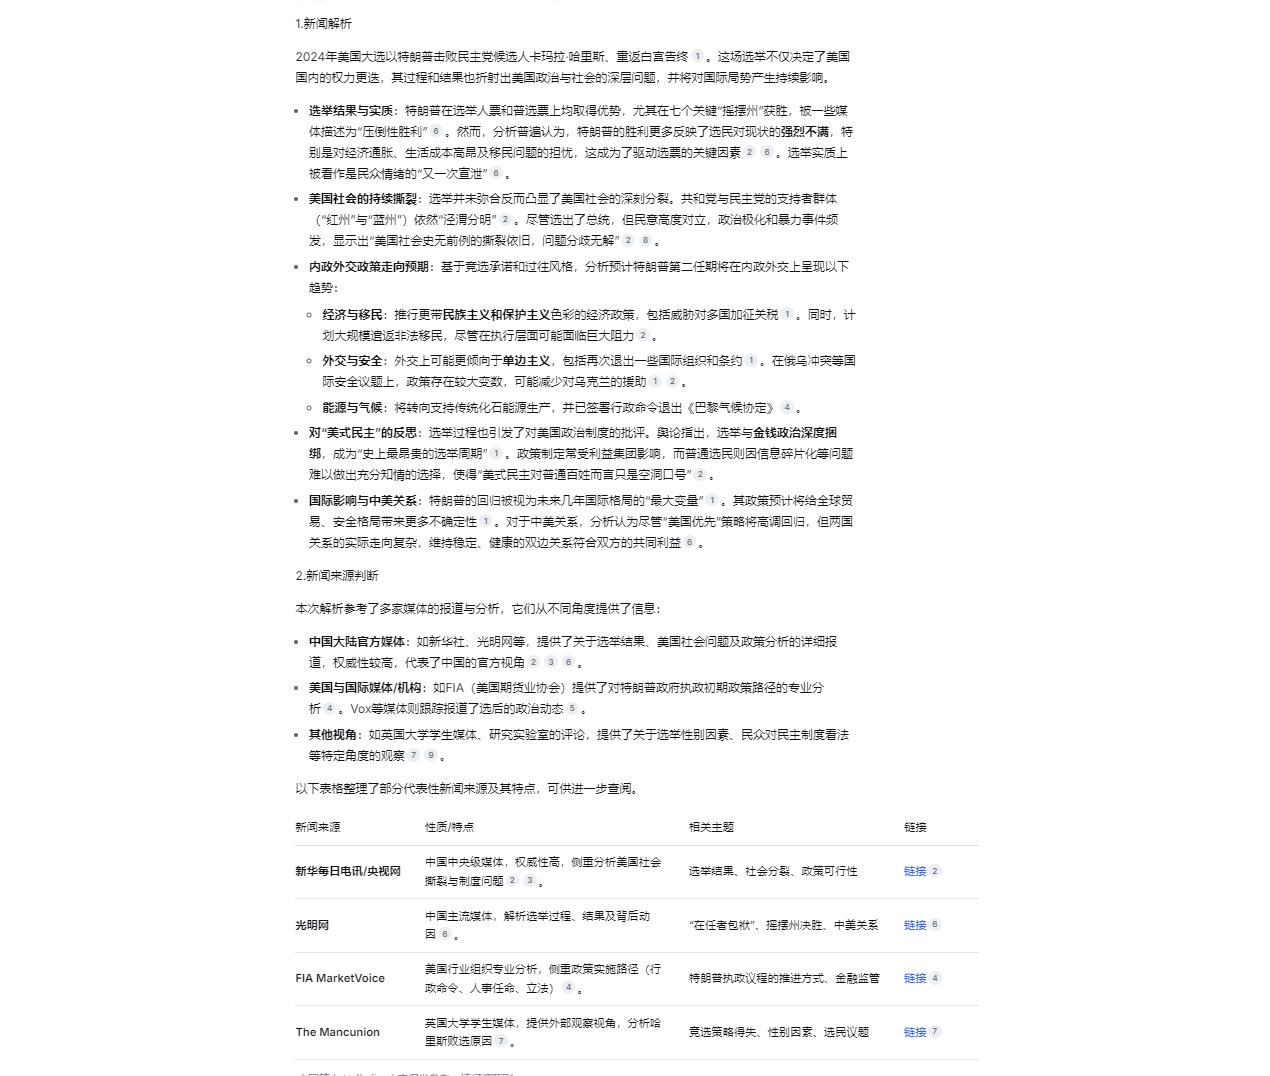 1.新闻解析
2024年美国大选以特朗普击败民主党候选人卡玛拉·哈里斯、重返白宫告终 1 。这场选举不仅决定了美国
国内的权力更迭，其过程和结果也折射出美国政治与社会的深层问题，并将对国际局势产生持续影响。
• 选举结果与实质：特朗普在选举人票和普选票上均取得优势，尤其在七个关键“摇摆州”获胜，被一些媒
体描述为“压倒性胜利” 6 。然而，分析普遍认为，特朗普的胜利更多反映了选民对现状的强烈不满，特
别是对经济通胀、生活成本高昂及移民问题的担忧，这成为了驱动选票的关键因素 2 6 。选举实质上
被看作是民众情绪的“又一次宣泄” 6 。
• 美国社会的持续撕裂：选举并未弥合反而凸显了美国社会的深刻分裂。共和党与民主党的支持者群体
（“红州”与“蓝州”）依然“泾渭分明” 2 。尽管选出了总统，但民意高度对立，政治极化和暴力事件频
发，显示出“美国社会史无前例的撕裂依旧，问题分歧无解” 2 8 。
• 内政外交政策走向预期：基于竞选承诺和过往风格，分析预计特朗普第二任期将在内政外交上呈现以下
趋势：
◦ 经济与移民：推行更带民族主义和保护主义色彩的经济政策，包括威胁对多国加征关税 1 。同时，计
划大规模遣返非法移民，尽管在执行层面可能面临巨大阻力 2 。
◦ 外交与安全：外交上可能更倾向于单边主义，包括再次退出一些国际组织和条约 1 。在俄乌冲突等国
际安全议题上，政策存在较大变数，可能减少对乌克兰的援助 1 2 。
◦ 能源与气候：将转向支持传统化石能源生产，并已签署行政命令退出《巴黎气候协定》 4 。
• 对“美式民主”的反思：选举过程也引发了对美国政治制度的批评。舆论指出，选举与金钱政治深度捆
绑，成为“史上最昂贵的选举周期” 1 。政策制定常受利益集团影响，而普通选民则因信息碎片化等问题
难以做出充分知情的选择，使得“美式民主对普通百姓而言只是空洞口号” 2 。
• 国际影响与中美关系：特朗普的回归被视为未来几年国际格局的“最大变量” 1 。其政策预计将给全球贸
易、安全格局带来更多不确定性 1 。对于中美关系，分析认为尽管“美国优先”策略将高调回归，但两国
关系的实际走向复杂，维持稳定、健康的双边关系符合双方的共同利益 6 。
2.新闻来源判断
本次解析参考了多家媒体的报道与分析，它们从不同角度提供了信息：
• 中国大陆官方媒体：如新华社、光明网等，提供了关于选举结果、美国社会问题及政策分析的详细报
道，权威性较高，代表了中国的官方视角 2 3 6 。
• 美国与国际媒体/机构：如FIA（美国期货业协会）提供了对特朗普政府执政初期政策路径的专业分
析 4 。Vox等媒体则跟踪报道了选后的政治动态 5 。
• 其他视角：如英国大学学生媒体、研究实验室的评论，提供了关于选举性别因素、民众对民主制度看法
等特定角度的观察 7 9 。
以下表格整理了部分代表性新闻来源及其特点，可供进一步查阅。
新闻来源 性质/特点 相关主题 链接
新华每日电讯/央视网 中国中央级媒体，权威性高，侧重分析美国社会
撕裂与制度问题 2 3 。 选举结果、社会分裂、政策可行性 链接 2
光明网 中国主流媒体，解析选举过程、结果及背后动
因 6 。 “在任者包袱”、摇摆州决胜、中美关系 链接 6
FIA MarketVoice 美国行业组织专业分析，侧重政策实施路径（行
政命令、人事任命、立法） 4 。 特朗普执政议程的推进方式、金融监管 链接 4
The Mancunion 英国大学学生媒体，提供外部观察视角，分析哈
里斯败选原因 7 。 竞选策略得失、性别因素、选民议题 链接 7